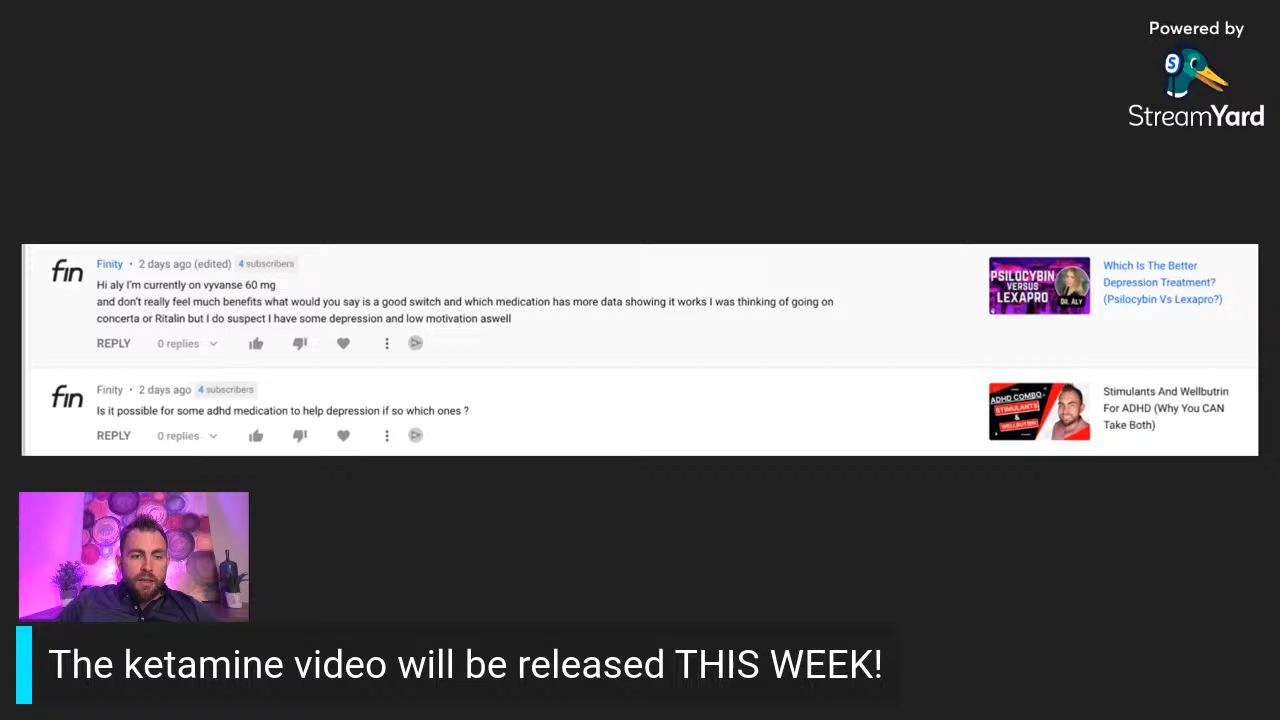 Powered by
S
StreamYard
fin
Finity • 2 days ago (edited) 4 subscribers
Hi aly I'm currently on vyvanse 60 mg
and don't really feel much benefits what would you say is a good switch and which medication has more data showing it works I was thinking of going on
concerta or Ritalin but I do suspect I have some depression and low motivation aswell
REPLY 0 replies
PSILOCYBIN
VERSUS
LEXAPRO
DR. ALY
Which Is The Better
Depression Treatment?
(Psilocybin Vs Lexapro?)
fin
Finity • 2 days ago 4 subscribers
Is it possible for some adhd medication to help depression if so which ones ?
REPLY 0 replies
ADHD COMBO
STIMULANTS
&
WELLBUTRIN
Stimulants And Wellbutrin
For ADHD (Why You CAN
Take Both)
The ketamine video will be released THIS WEEK!